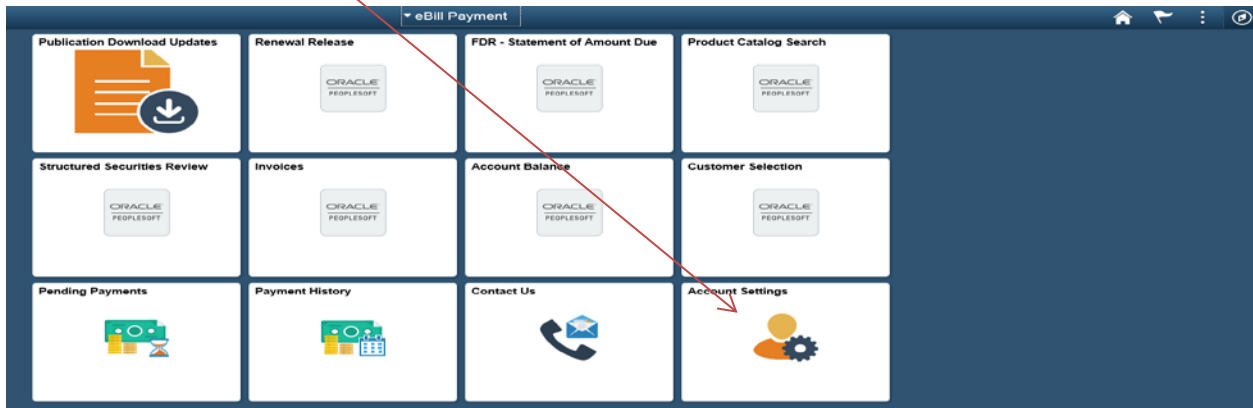 eBill Payment
Publication Download Updates
Renewal Release
FDR - Statement of Amount Due
Product Catalog Search
ORACLE
PEOPLESOFT
ORACLE
PEOPLESOFT
ORACLE
PEOPLESOFT
Structured Securities Review
Invoices
Account Balance
Customer Selection
ORACLE
PEOPLESOFT
ORACLE
PEOPLESOFT
ORACLE
PEOPLESOFT
ORACLE
PEOPLESOFT
Pending Payments
Payment History
Contact Us
Account Settings